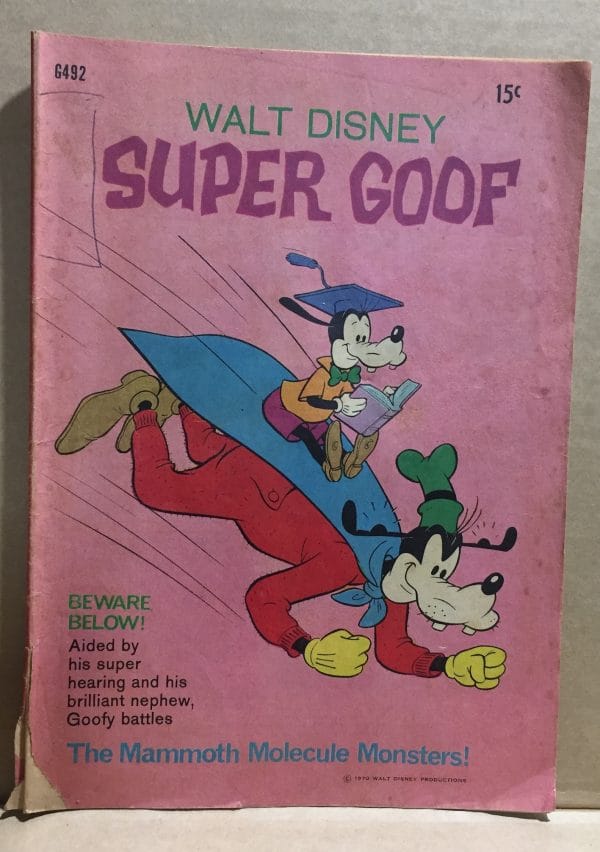 G492
15¢
WALT DISNEY
SUPER GOOF
BEWARE
BELOW!
Aided by
his super
hearing and his
brilliant nephew,
Goofy battles
The Mammoth Molecule Monsters!
© 1970 WALT DISNEY PRODUCTIONS